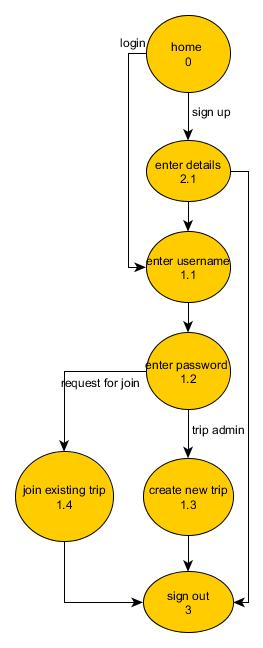 login
home
0
sign up
enter details
2.1
enter username
1.1
enter password
1.2
request for join
trip admin
join existing trip
1.4
create new trip
1.3
sign out
3